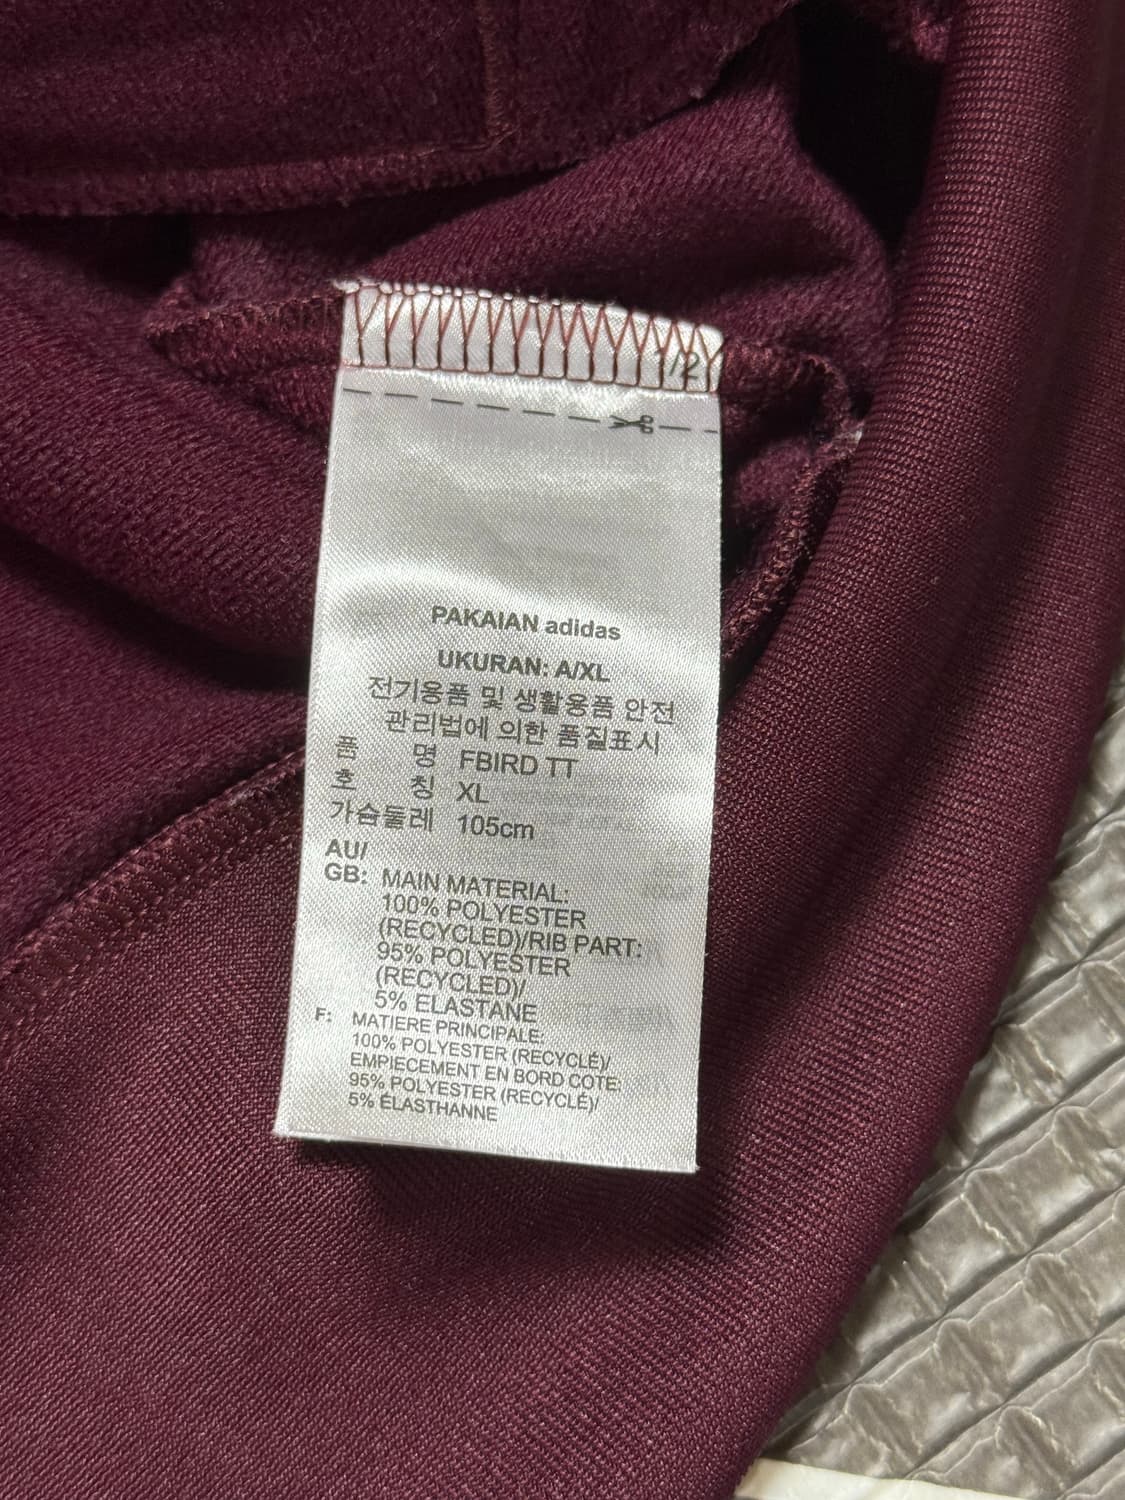 1/2
PAKAIAN adidas
UKURAN: A/XL
전기용품 및 생활용품 안전
관리법에 의한 품질표시
품 명 FBIRD TT
호 칭 XL
가슴둘레 105cm
AU/
GB: MAIN MATERIAL:
100% POLYESTER
(RECYCLED)/RIB PART:
95% POLYESTER
(RECYCLED)/
5% ELASTANE
F: MATIERE PRINCIPALE:
100% POLYESTER (RECYCLÉ)/
EMPIECEMENT EN BORD COTE:
95% POLYESTER (RECYCLÉ)/
5% ÉLASTHANNE